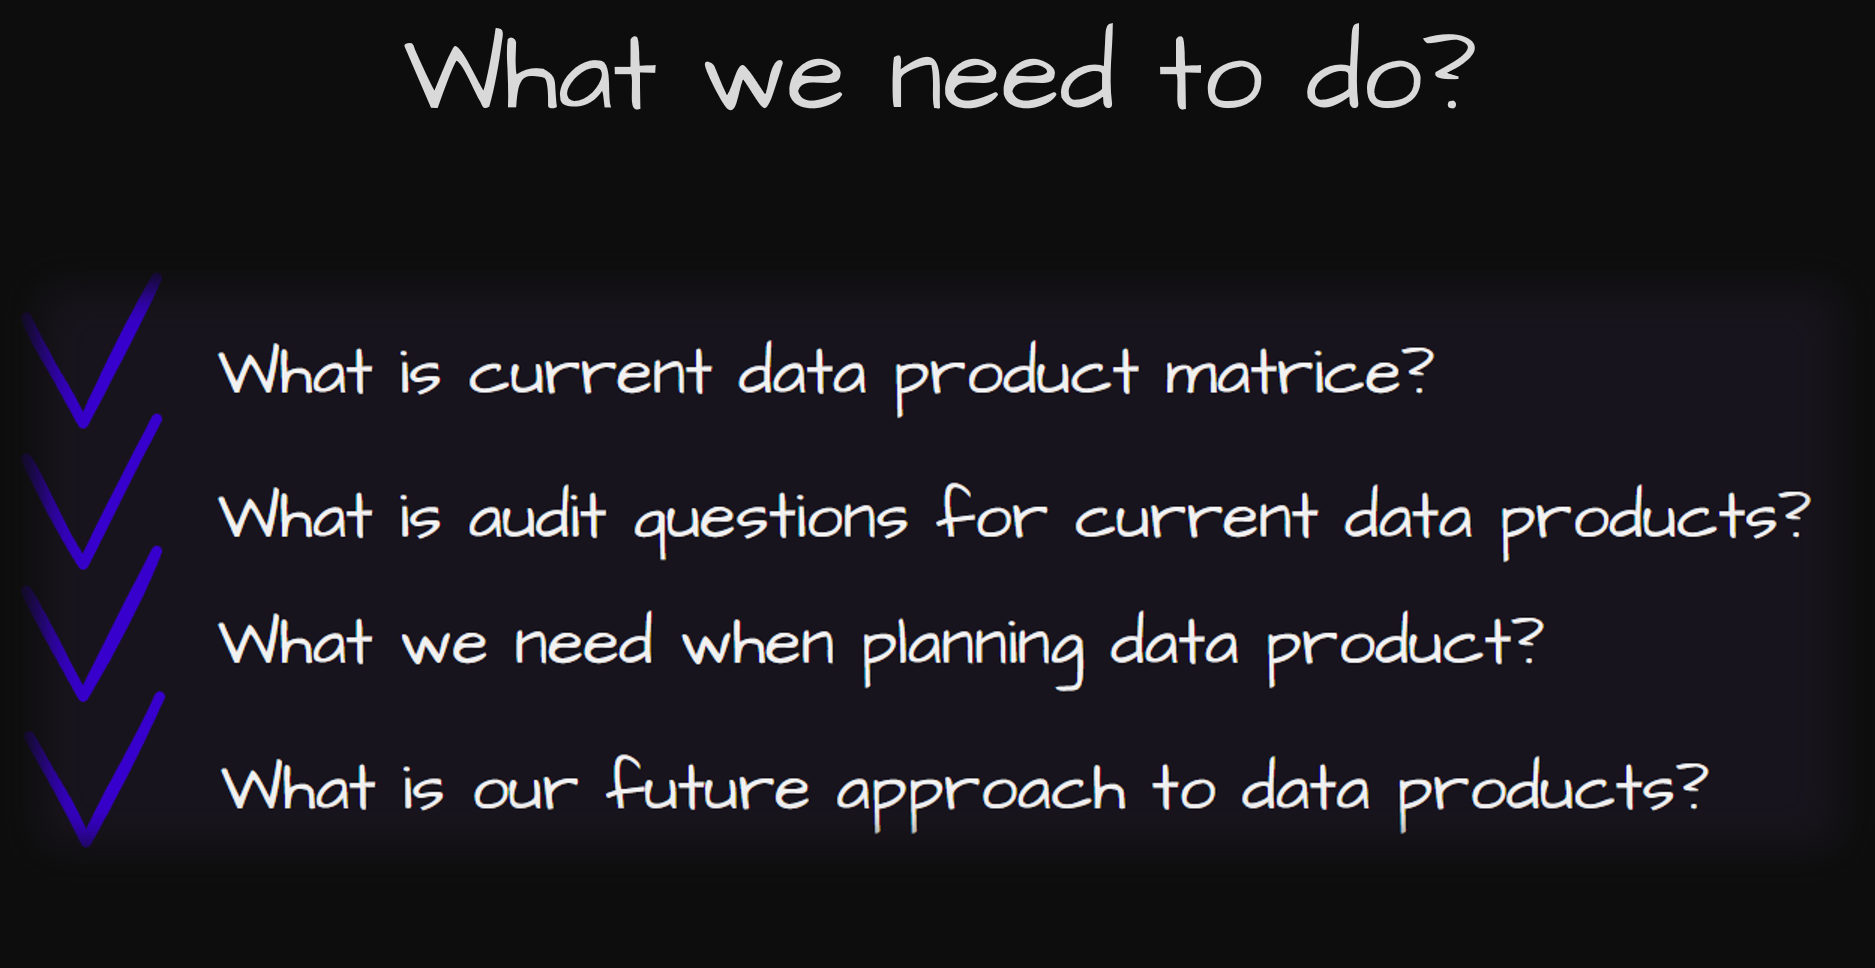 What we need to do?
What is current data product matrice?
What is audit questions for current data products?
What we need when planning data product?
What is our future approach to data products?